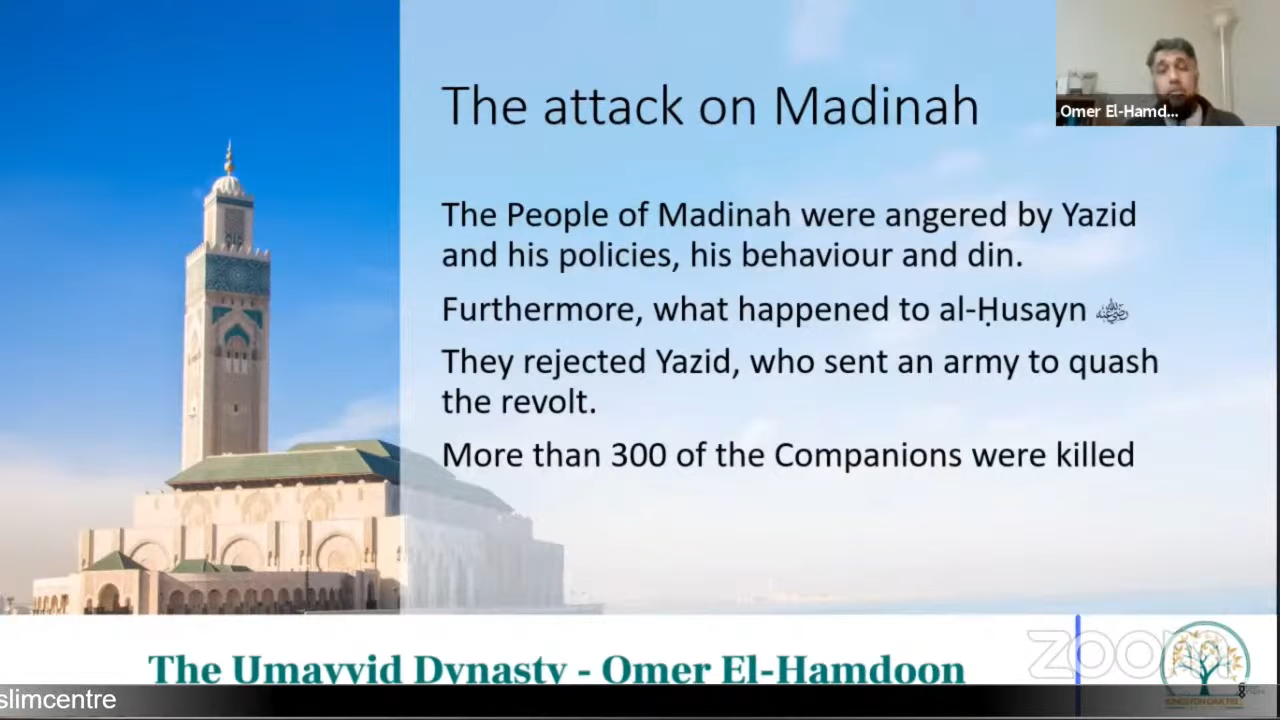 The attack on Madinah
Omer El-Hamd...
The People of Madinah were angered by Yazid
and his policies, his behaviour and din.
Furthermore, what happened to al-Ḥusayn
They rejected Yazid, who sent an army to quash
the revolt.
More than 300 of the Companions were killed
zoom
The Umayyid Dynasty - Omer El-Hamdoon
slimcentre